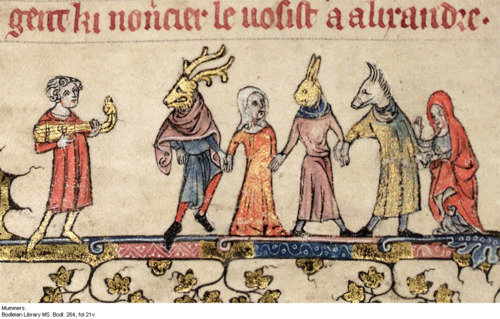 gent ki noncier le uosist a alixandre.
Mummers.
Bodleian Library MS. Bodl. 264, fol 21v.